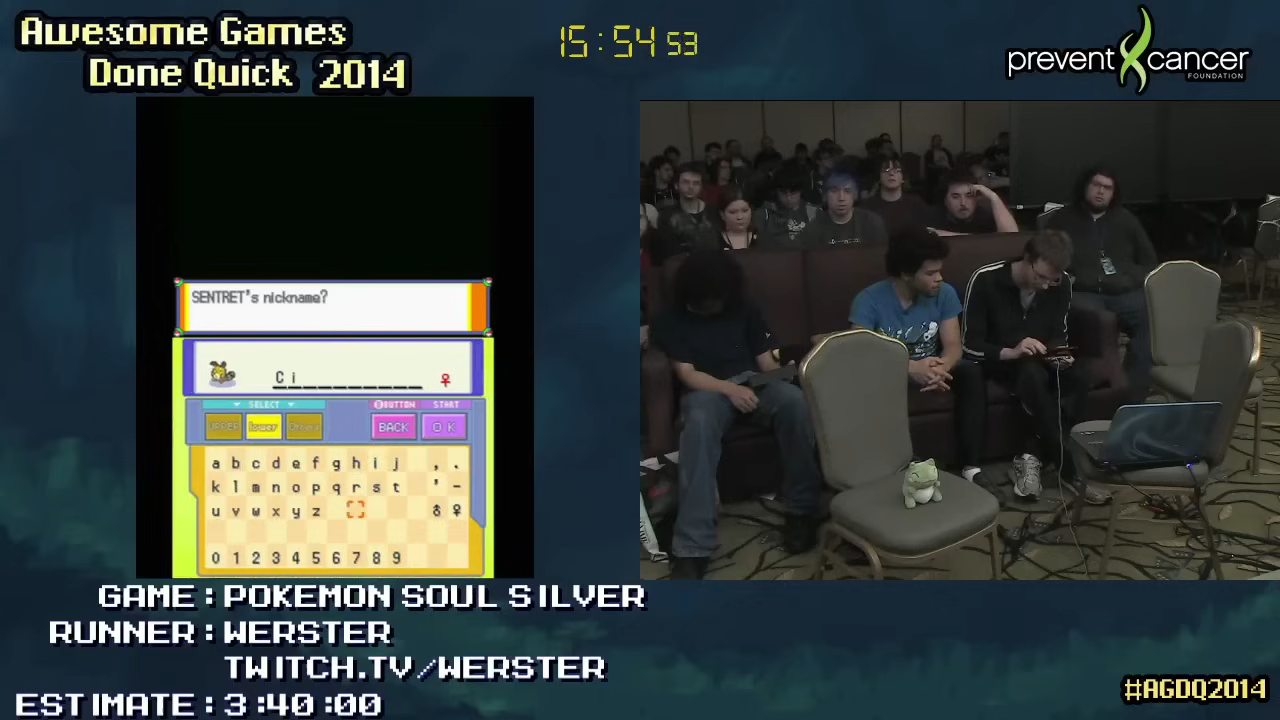 Awesome Games
Done Quick 2014
15:54 53
prevent cancer
FOUNDATION
SENTRET's nickname?
Ci ♀
SELECT BUTTON START
UPPER lower Others BACK OK
a b c d e f g h i j , .
k l m n o p q r s t ' -
u v w x y z ♂ ♀
0 1 2 3 4 5 6 7 8 9
GAME : POKEMON SOUL SILVER
RUNNER : WERSTER
TWITCH.TV/WERSTER
ESTIMATE : 3:40:00
#AGDQ2014